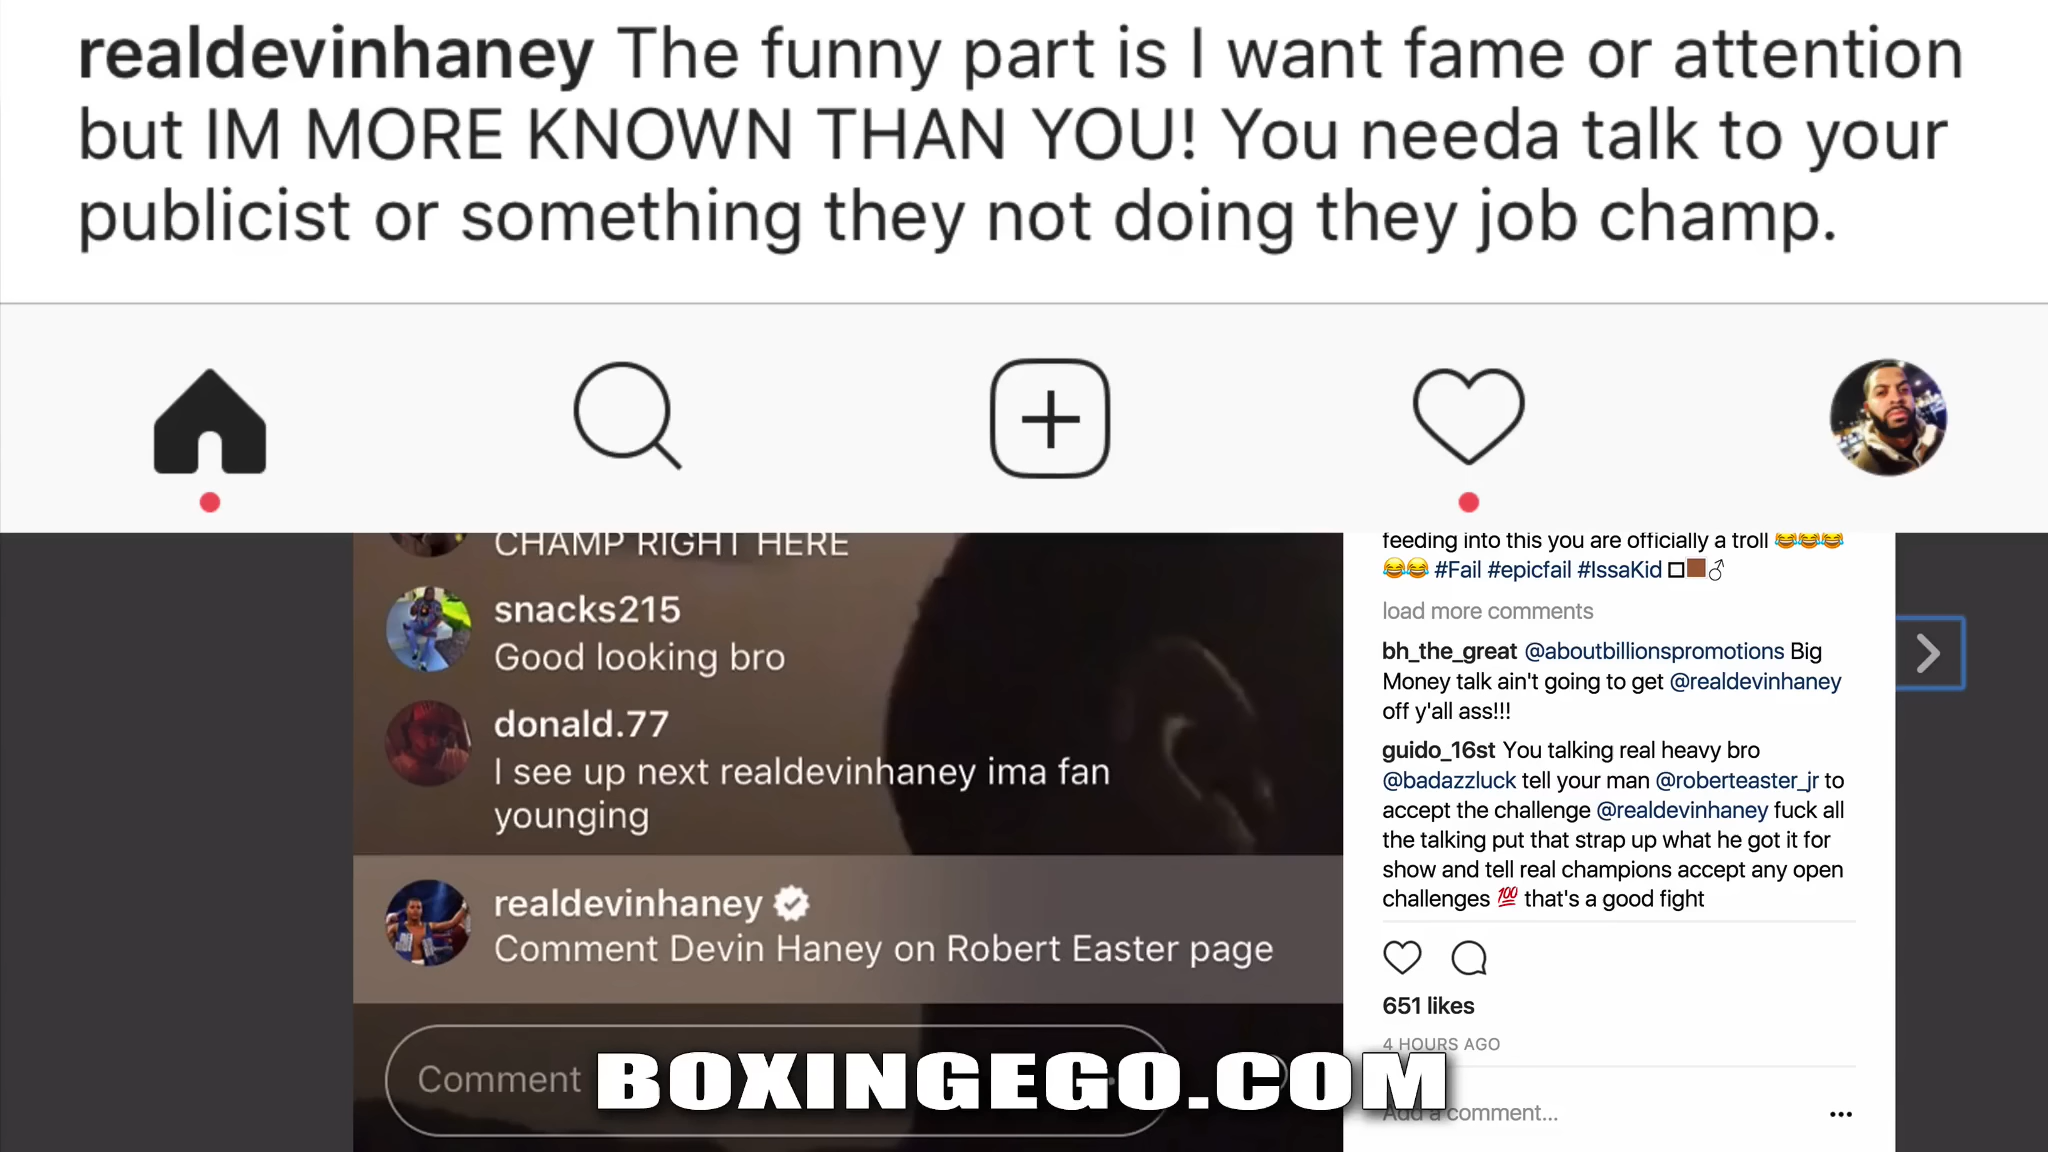 realdevinhaney The funny part is I want fame or attention
but IM MORE KNOWN THAN YOU! You needa talk to your
publicist or something they not doing they job champ.
CHAMP RIGHT HERE
snacks215
Good looking bro
donald.77
I see up next realdevinhaney ima fan
younging
realdevinhaney
Comment Devin Haney on Robert Easter page
Comment
feeding into this you are officially a troll 😂😂😂
😂😂 #Fail #epicfail #IssaKid
load more comments
bh_the_great @aboutbillionspromotions Big
Money talk ain't going to get @realdevinhaney
off y'all ass!!!
guido_16st You talking real heavy bro
@badazzluck tell your man @roberteaster_jr to
accept the challenge @realdevinhaney fuck all
the talking put that strap up what he got it for
show and tell real champions accept any open
challenges 💯 that's a good fight
651 likes
4 HOURS AGO
Add a comment...
BOXINGEGO.COM